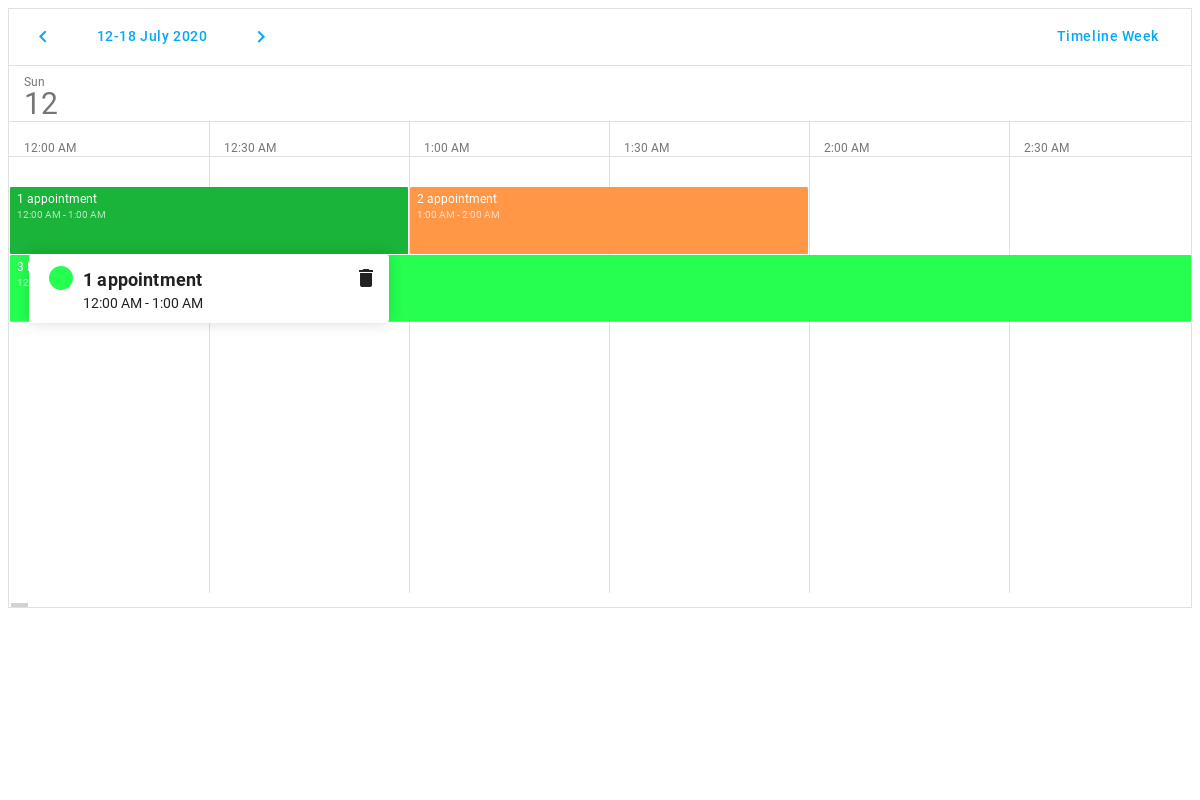 12-18 July 2020
Timeline Week
Sun
12
12:00 AM
12:30 AM
1:00 AM
1:30 AM
2:00 AM
2:30 AM
1 appointment
12:00 AM - 1:00 AM
2 appointment
1:00 AM - 2:00 AM
3
12
1 appointment
12:00 AM - 1:00 AM